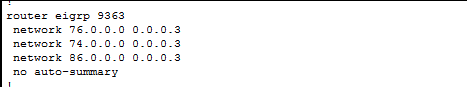 !
router eigrp 9363
 network 76.0.0.0 0.0.0.3
 network 74.0.0.0 0.0.0.3
 network 86.0.0.0 0.0.0.3
 no auto-summary
!